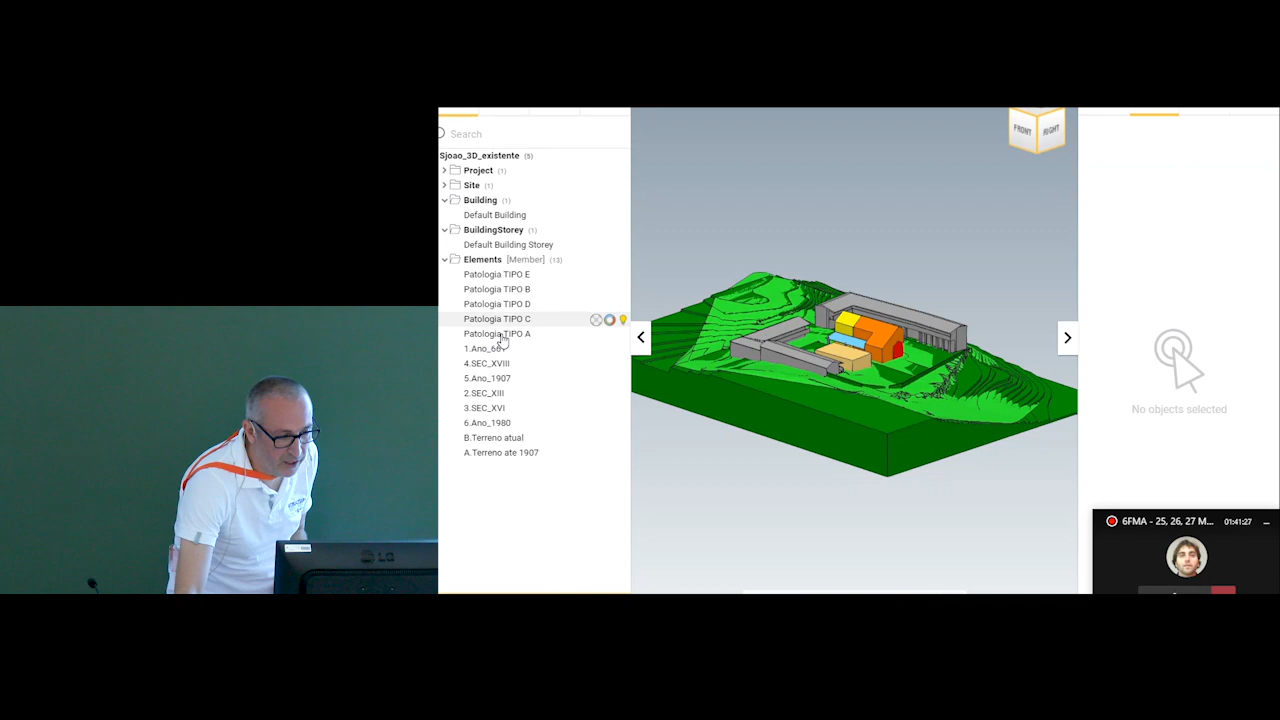 Search
Sjoao_3D_existente (5)
Project (1)
Site (1)
Building (1)
Default Building
BuildingStorey (1)
Default Building Storey
Elements [Member] (13)
Patologia TIPO E
Patologia TIPO B
Patologia TIPO D
Patologia TIPO C
Patologia TIPO A
4.SEC_XVIII
5.Ano_1907
2.SEC_XIII
3.SEC_XVI
6.Ano_1980
B.Terreno atual
A.Terreno ate 1907
FRONT
RIGHT
No objects selected
6FMA - 25, 26, 27 M...
01:41:27
LG